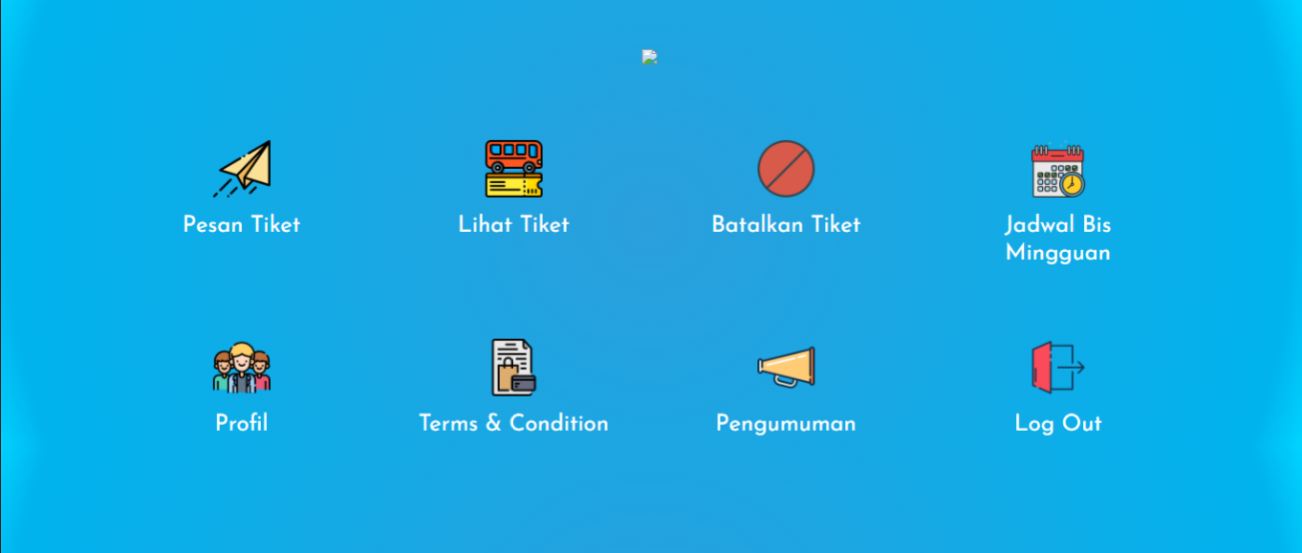 Pesan Tiket
Lihat Tiket
Batalkan Tiket
Jadwal Bis
Mingguan
Profil
Terms & Condition
Pengumuman
Log Out